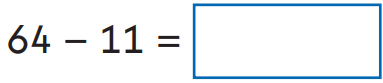 64 – 11 =